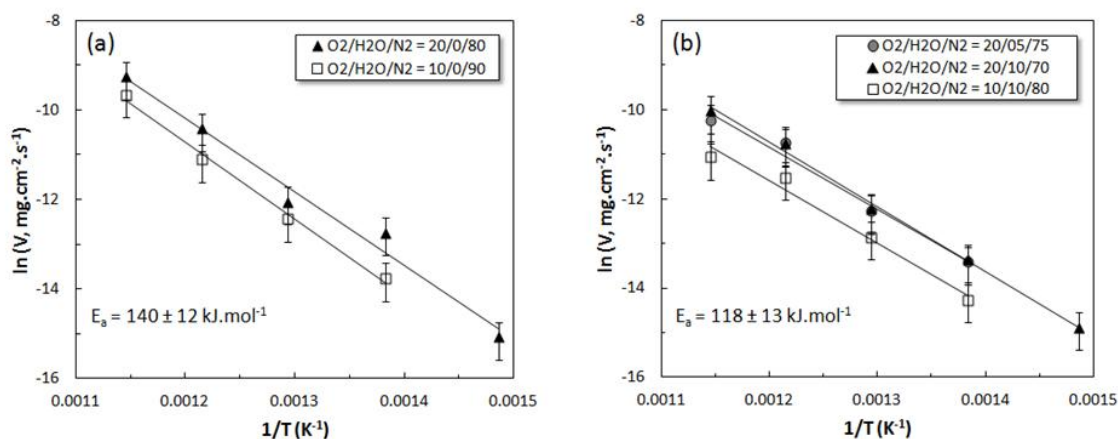 (a)
O2/H2O/N2 = 20/0/80
O2/H2O/N2 = 10/0/90
-8
-10
-12
-14
-16
ln (V, mg.cm⁻².s⁻¹)
Eₐ = 140 ± 12 kJ.mol⁻¹
0.0011 0.0012 0.0013 0.0014 0.0015
1/T (K⁻¹)
(b)
O2/H2O/N2 = 20/05/75
O2/H2O/N2 = 20/10/70
O2/H2O/N2 = 10/10/80
-8
-10
-12
-14
-16
ln (V, mg.cm⁻².s⁻¹)
Eₐ = 118 ± 13 kJ.mol⁻¹
0.0011 0.0012 0.0013 0.0014 0.0015
1/T (K⁻¹)